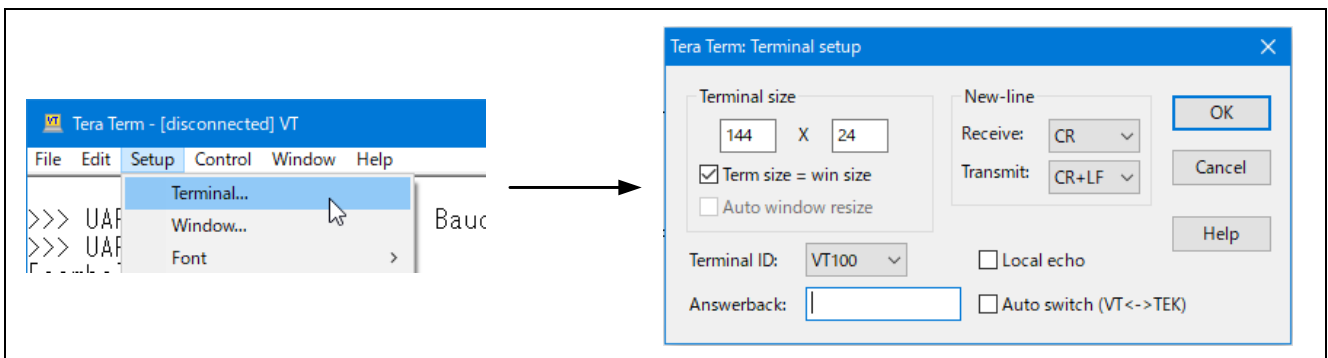 Tera Term - [disconnected] VT
File Edit Setup Control Window Help
Terminal...
Window...
Font >
>>> UAR Baud
>>> UAR
Tera Term: Terminal setup
Terminal size
144 X 24
Term size = win size
Auto window resize
New-line
Receive: CR
Transmit: CR+LF
OK
Cancel
Help
Terminal ID: VT100
Local echo
Answerback:
Auto switch (VT<->TEK)